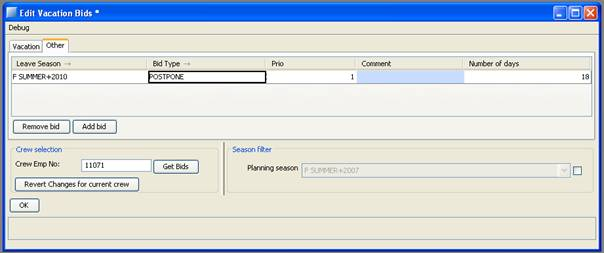 Edit Vacation Bids *
Debug
Vacation Other
Leave Season → Bid Type → Prio Comment Number of days
F SUMMER+2010 POSTPONE 1 18
Remove bid Add bid
Crew selection Season filter
Crew Emp No: 11071 Get Bids Planning season F SUMMER+2007
Revert Changes for current crew
OK